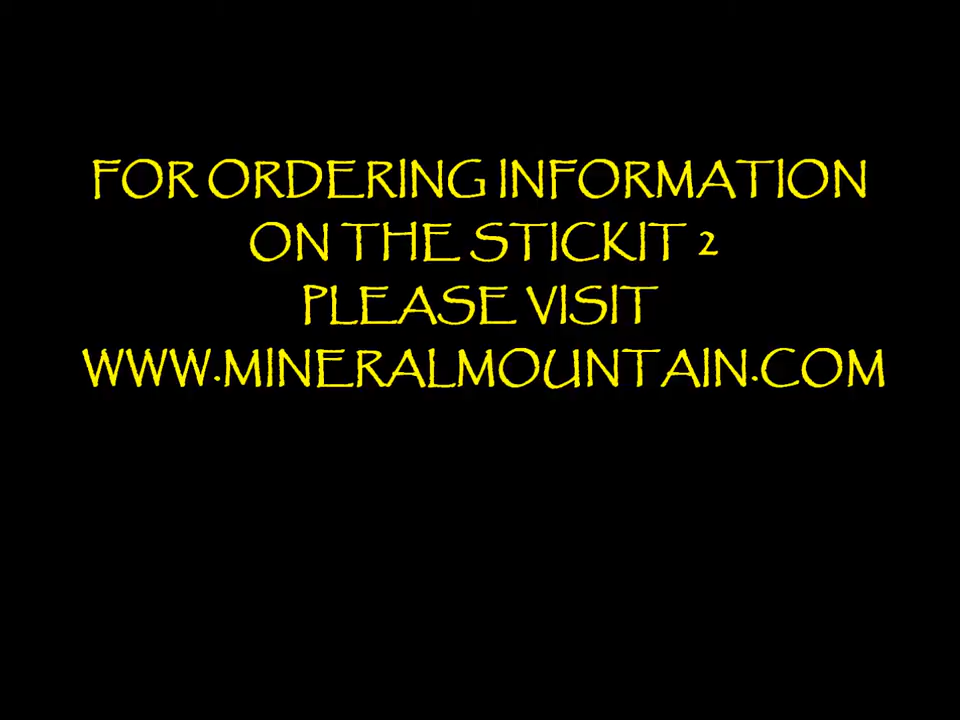 FOR ORDERING INFORMATION
ON THE STICKIT 2
PLEASE VISIT
WWW.MINERALMOUNTAIN.COM